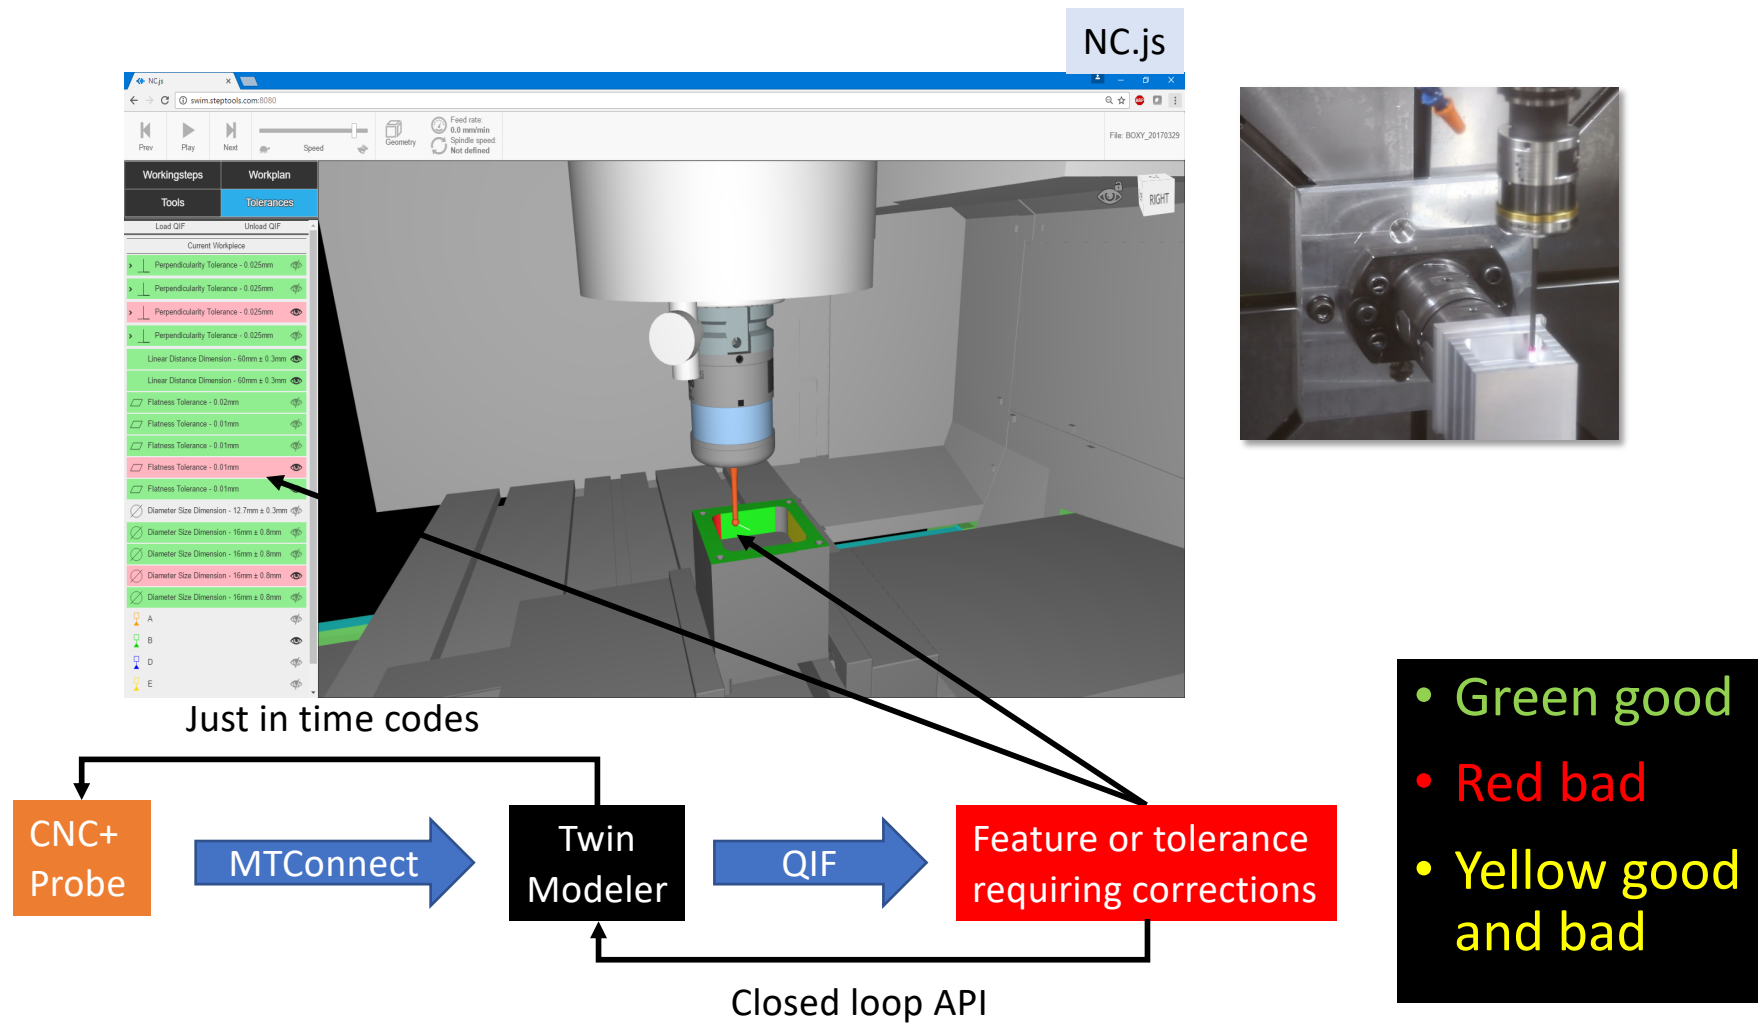 NC.js
NC.js
swim.steptools.com:8080
Prev
Play
Next
Speed
Geometry
Feed rate:
0.0 mm/min
Spindle speed:
Not defined
File: BOXY_20170329
Workingsteps
Workplan
Tools
Tolerances
Load QIF
Unload QIF
Current Workpiece
Perpendicularity Tolerance - 0.025mm
Perpendicularity Tolerance - 0.025mm
Perpendicularity Tolerance - 0.025mm
Perpendicularity Tolerance - 0.025mm
Linear Distance Dimension - 60mm ± 0.3mm
Linear Distance Dimension - 60mm ± 0.3mm
Flatness Tolerance - 0.02mm
Flatness Tolerance - 0.01mm
Flatness Tolerance - 0.01mm
Flatness Tolerance - 0.01mm
Flatness Tolerance - 0.01mm
Diameter Size Dimension - 12.7mm ± 0.3mm
Diameter Size Dimension - 16mm ± 0.8mm
Diameter Size Dimension - 16mm ± 0.8mm
Diameter Size Dimension - 16mm ± 0.8mm
Diameter Size Dimension - 16mm ± 0.8mm
A
B
D
E
RIGHT
Just in time codes
CNC+
Probe
MTConnect
Twin
Modeler
QIF
Feature or tolerance
requiring corrections
Closed loop API
• Green good
• Red bad
• Yellow good
and bad